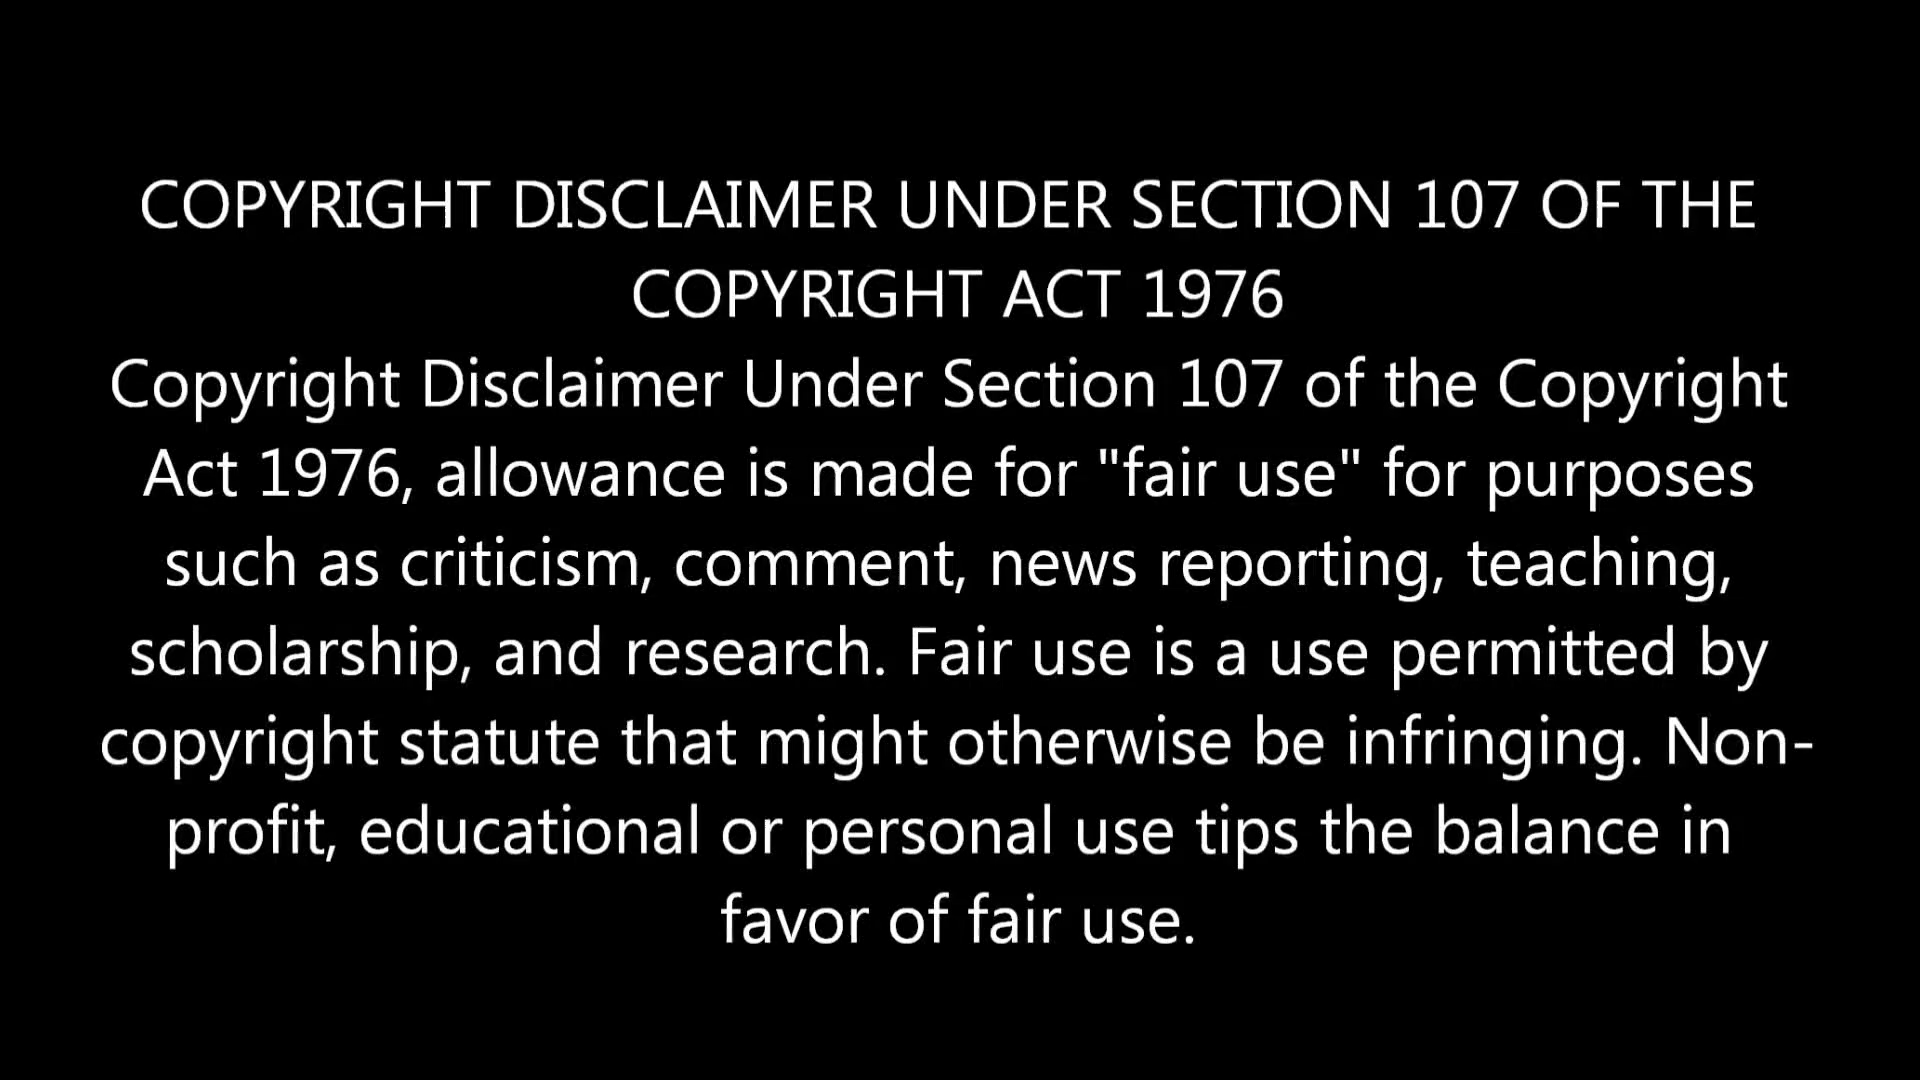 COPYRIGHT DISCLAIMER UNDER SECTION 107 OF THE
COPYRIGHT ACT 1976
Copyright Disclaimer Under Section 107 of the Copyright
Act 1976, allowance is made for "fair use" for purposes
such as criticism, comment, news reporting, teaching,
scholarship, and research. Fair use is a use permitted by
copyright statute that might otherwise be infringing. Non-
profit, educational or personal use tips the balance in
favor of fair use.